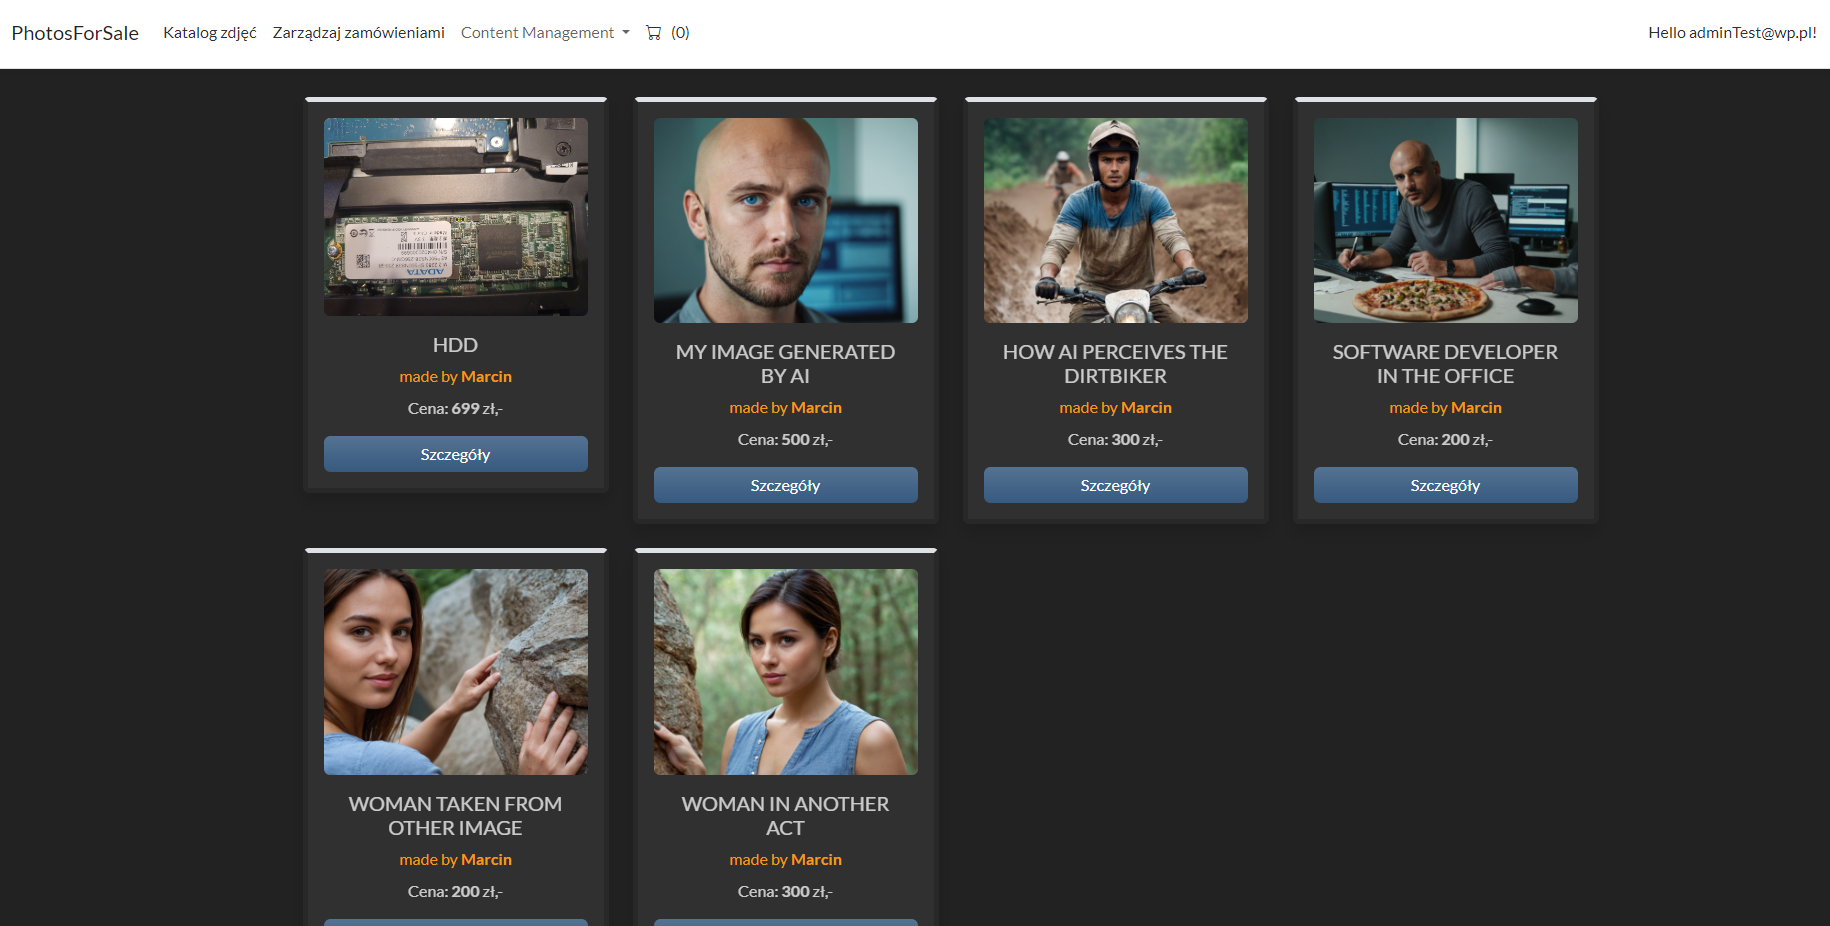 PhotosForSale Katalog zdjęć Zarządzaj zamówieniami Content Management (0) Hello adminTest@wp.pl!
ADATA
HDD
made by Marcin
Cena: 699 zł,-
Szczegóły
MY IMAGE GENERATED
BY AI
made by Marcin
Cena: 500 zł,-
Szczegóły
HOW AI PERCEIVES THE
DIRTBIKER
made by Marcin
Cena: 300 zł,-
Szczegóły
SOFTWARE DEVELOPER
IN THE OFFICE
made by Marcin
Cena: 200 zł,-
Szczegóły
WOMAN TAKEN FROM
OTHER IMAGE
made by Marcin
Cena: 200 zł,-
WOMAN IN ANOTHER
ACT
made by Marcin
Cena: 300 zł,-